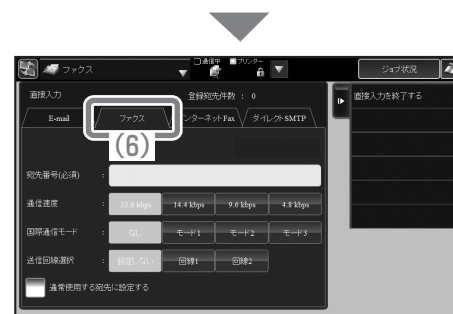 通信中 プリンター
ファクス
ジョブ状況
直接入力 登録宛先件数 : 0
直接入力を終了する
E-mail ファクス インターネットFax ダイレクトSMTP
(6)
宛先番号(必須) :
通信速度 : 33.6 kbps 14.4 kbps 9.6 kbps 4.8 kbps
国際通信モード : なし モード1 モード2 モード3
送信回線選択 : 設定しない 回線1 回線2
通常使用する宛先に設定する